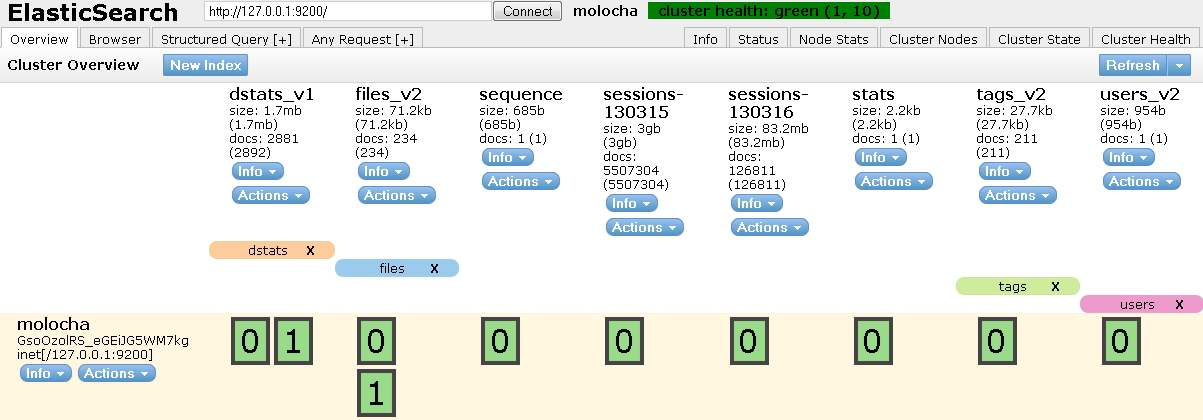 ElasticSearch http://127.0.0.1:9200/ Connect molocha cluster health: green (1, 10)
Overview Browser Structured Query [+] Any Request [+] Info Status Node Stats Cluster Nodes Cluster State Cluster Health
Cluster Overview New Index Refresh
dstats_v1
size: 1.7mb
(1.7mb)
docs: 2881
(2892)
Info
Actions
files_v2
size: 71.2kb
(71.2kb)
docs: 234
(234)
Info
Actions
sequence
size: 685b
(685b)
docs: 1 (1)
Info
Actions
sessions-
130315
size: 3gb
(3gb)
docs:
5507304
(5507304)
Info
Actions
sessions-
130316
size: 83.2mb
(83.2mb)
docs:
126811
(126811)
Info
Actions
stats
size: 2.2kb
(2.2kb)
docs: 1 (1)
Info
Actions
tags_v2
size: 27.7kb
(27.7kb)
docs: 211
(211)
Info
Actions
users_v2
size: 954b
(954b)
docs: 1 (1)
Info
Actions
dstats X
files X
tags X
users X
molocha
GsoOzolRS_eGEiJG5WM7kg
inet[/127.0.0.1:9200]
Info Actions
0 1 0 0 0 0 0 0 0
1